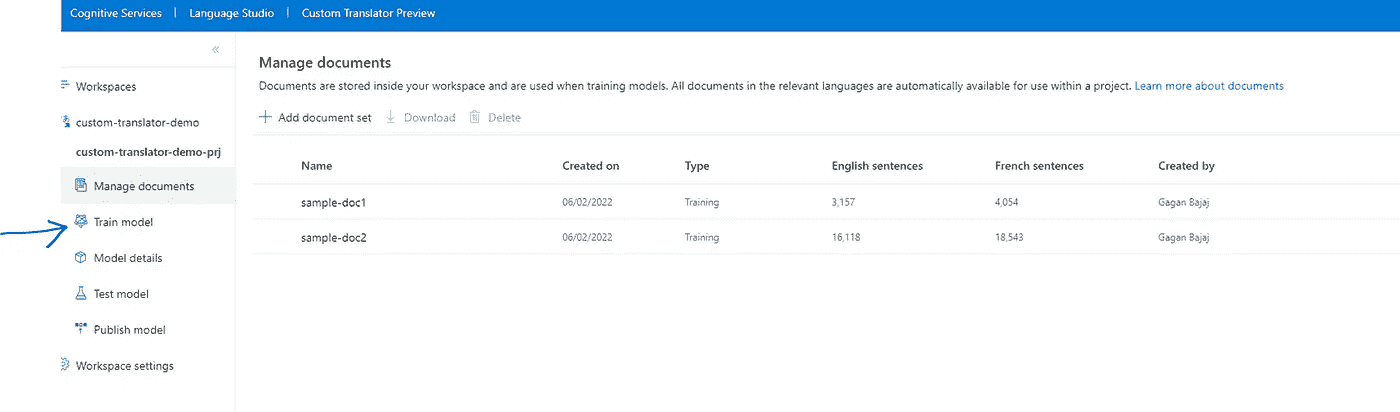 Cognitive Services | Language Studio | Custom Translator Preview
«
Workspaces
custom-translator-demo
custom-translator-demo-prj
Manage documents
Train model
Model details
Test model
Publish model
Workspace settings
Manage documents
Documents are stored inside your workspace and are used when training models. All documents in the relevant languages are automatically available for use within a project. Learn more about documents
+ Add document set Download Delete
Name Created on Type English sentences French sentences Created by
sample-doc1 06/02/2022 Training 3,157 4,054 Gagan Bajaj
sample-doc2 06/02/2022 Training 16,118 18,543 Gagan Bajaj